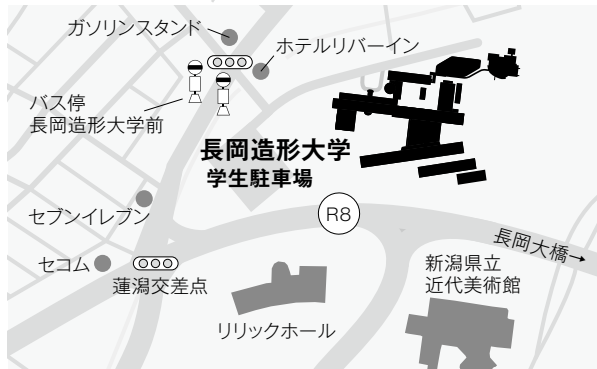 ガソリンスタンド
ホテルリバーイン
バス停
長岡造形大学前
長岡造形大学
学生駐車場
セブンイレブン
R8
長岡大橋→
セコム
蓮潟交差点
新潟県立
近代美術館
リリックホール